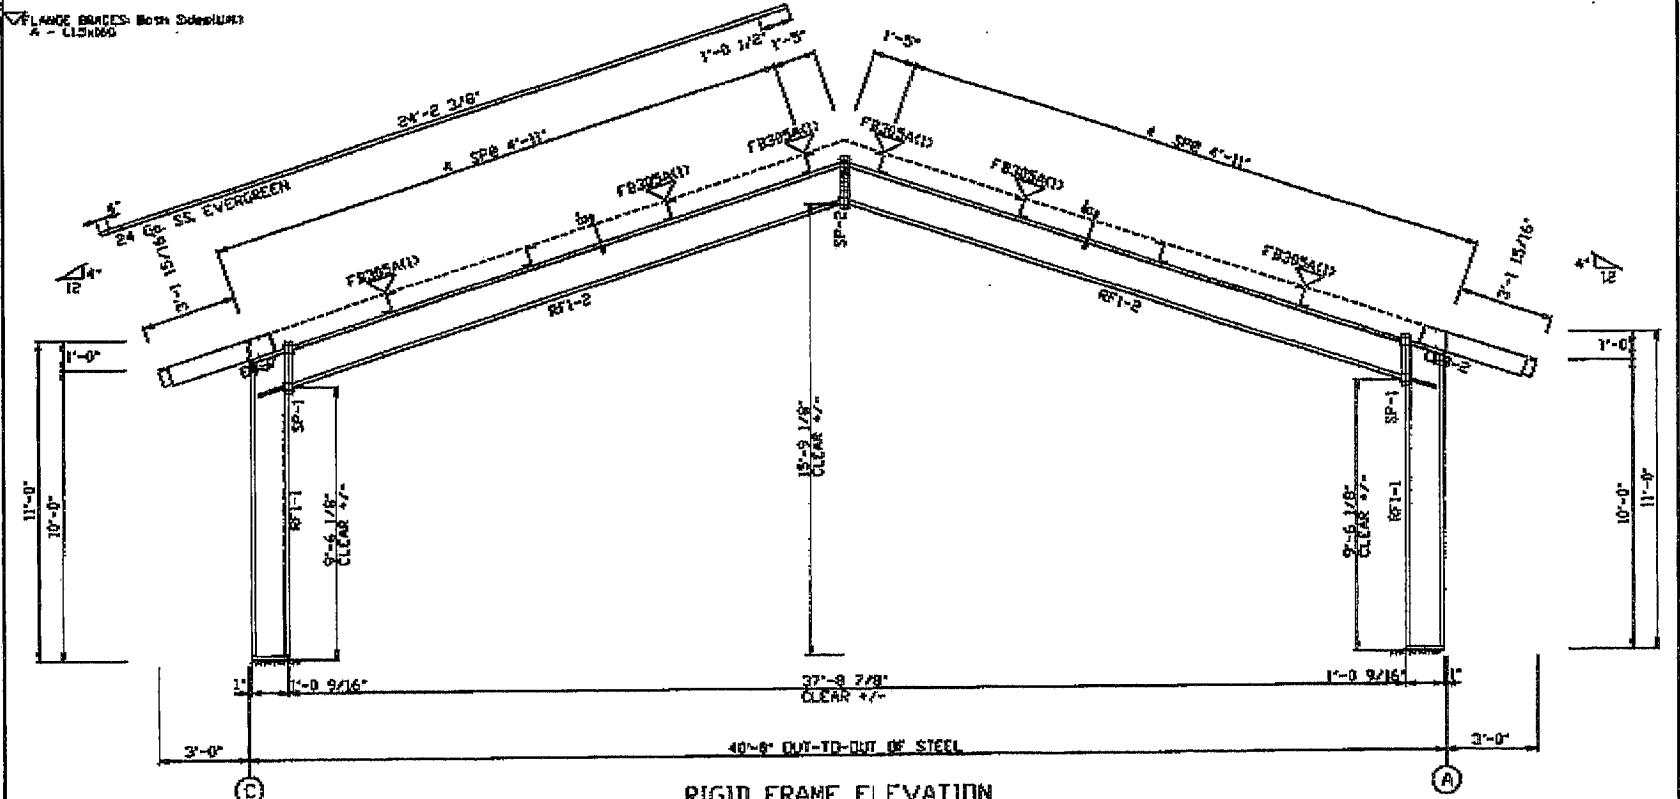 FLANGE BRACES: Both Sides(U.N.)
1'-0 1/2"
1'-5"
1'-5"
24'-2 3/8"
4 SP@ 4'-11"
4 SP@ 4'-11"
FB305A(1)
FB305A(1)
FB305A(1)
FB305A(1)
FB305A(1)
FB305A(1)
4"
SS. EVERGREEN
SP-2
3'-1 15/16"
3'-1 15/16"
4"
12
4"
12
RF1-2
RF1-2
1'-0"
1'-0"
SP-1
SP-1
11'-0"
10'-0"
RF1-1
9'-6 1/8"
CLEAR +/-
15'-9 1/8"
CLEAR +/-
9'-6 1/8"
CLEAR +/-
RF1-1
10'-0"
11'-0"
1"
1'-0 9/16"
37'-8 7/8"
CLEAR +/-
1'-0 9/16"
1"
3'-0"
OUT-TO-OUT OF STEEL
3'-0"
C
RIGID FRAME ELEVATION
A